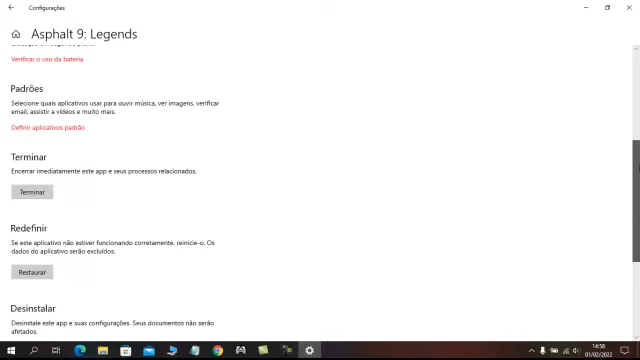 Configurações
Asphalt 9: Legends
Verificar o uso da bateria
Padrões
Selecione quais aplicativos usar para ouvir música, ver imagens, verificar
email, assistir a vídeos e muito mais.
Definir aplicativos padrão
Terminar
Encerrar imediatamente este app e seus processos relacionados.
Terminar
Redefinir
Se este aplicativo não estiver funcionando corretamente, reinicie-o. Os
dados do aplicativo serão excluídos.
Restaurar
Desinstalar
Desinstale este app e suas configurações. Seus documentos não serão
afetados.
14:58
01/02/2022